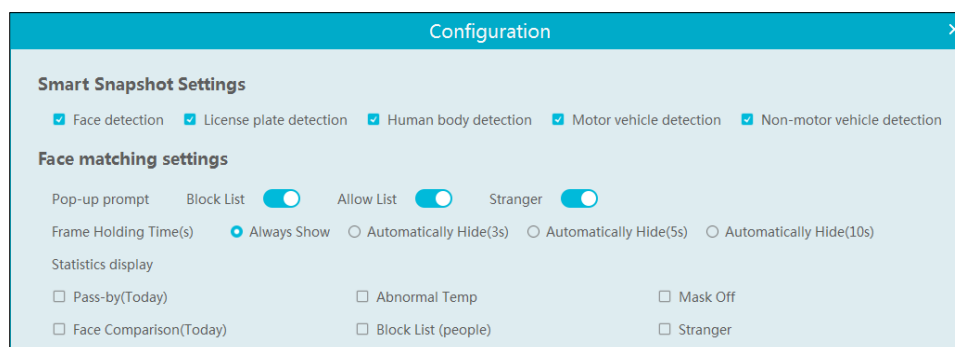 Configuration
Smart Snapshot Settings
Face detection License plate detection Human body detection Motor vehicle detection Non-motor vehicle detection
Face matching settings
Pop-up prompt Block List Allow List Stranger
Frame Holding Time(s) Always Show Automatically Hide(3s) Automatically Hide(5s) Automatically Hide(10s)
Statistics display
Pass-by(Today) Abnormal Temp Mask Off
Face Comparison(Today) Block List (people) Stranger